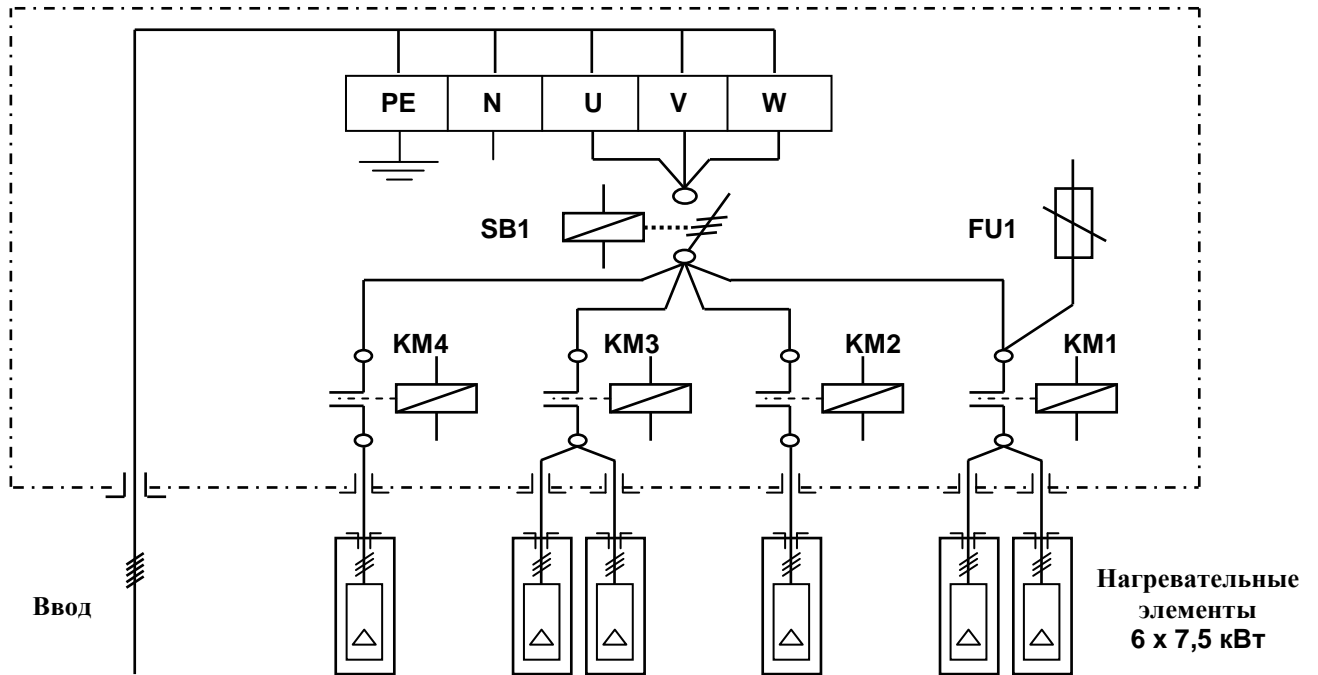 PE N U V W
SB1
FU1
KM4 KM3 KM2 KM1
Ввод
Нагревательные
элементы
6 х 7,5 кВт